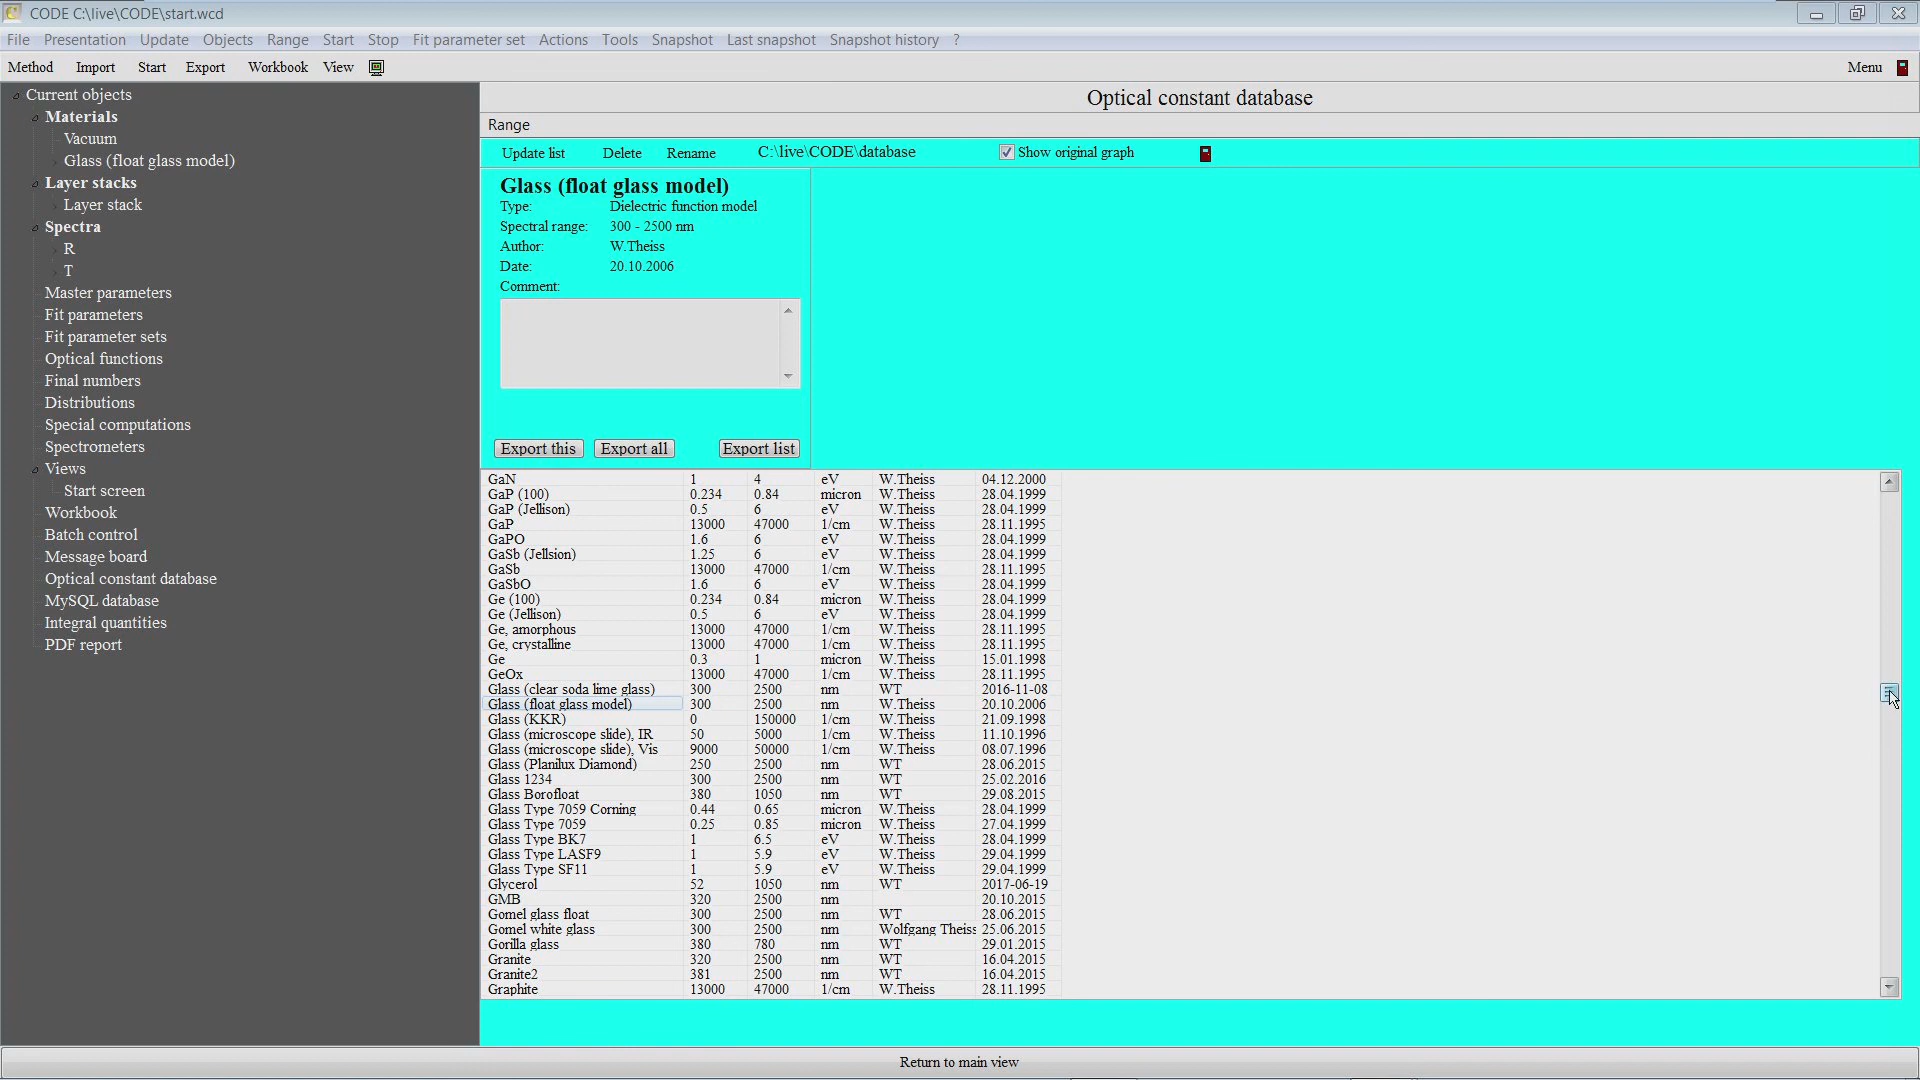 CODE C:\live\CODE\start.wcd
File Presentation Update Objects Range Start Stop Fit parameter set Actions Tools Snapshot Last snapshot Snapshot history ?
Method Import Start Export Workbook View Menu
Current objects
Materials
Vacuum
Glass (float glass model)
Layer stacks
Layer stack
Spectra
R
T
Master parameters
Fit parameters
Fit parameter sets
Optical functions
Final numbers
Distributions
Special computations
Spectrometers
Views
Start screen
Workbook
Batch control
Message board
Optical constant database
MySQL database
Integral quantities
PDF report
Optical constant database
Range
Update list Delete Rename C:\live\CODE\database Show original graph
Glass (float glass model)
Type: Dielectric function model
Spectral range: 300 - 2500 nm
Author: W.Theiss
Date: 20.10.2006
Comment:
Export this Export all Export list
GaN 1 4 eV W.Theiss 04.12.2000
GaP (100) 0.234 0.84 micron W.Theiss 28.04.1999
GaP (Jellison) 0.5 6 eV W.Theiss 28.04.1999
GaP 13000 47000 1/cm W.Theiss 28.11.1995
GaPO 1.6 6 eV W.Theiss 28.04.1999
GaSb (Jellsion) 1.25 6 eV W.Theiss 28.04.1999
GaSb 13000 47000 1/cm W.Theiss 28.11.1995
GaSbO 1.6 6 eV W.Theiss 28.04.1999
Ge (100) 0.234 0.84 micron W.Theiss 28.04.1999
Ge (Jellison) 0.5 6 eV W.Theiss 28.04.1999
Ge, amorphous 13000 47000 1/cm W.Theiss 28.11.1995
Ge, crystalline 13000 47000 1/cm W.Theiss 28.11.1995
Ge 0.3 1 micron W.Theiss 15.01.1998
GeOx 13000 47000 1/cm W.Theiss 28.11.1995
Glass (clear soda lime glass) 300 2500 nm WT 2016-11-08
Glass (float glass model) 300 2500 nm W.Theiss 20.10.2006
Glass (KKR) 0 150000 1/cm W.Theiss 21.09.1998
Glass (microscope slide), IR 50 5000 1/cm W.Theiss 11.10.1996
Glass (microscope slide), Vis 9000 50000 1/cm W.Theiss 08.07.1996
Glass (Planilux Diamond) 250 2500 nm WT 28.06.2015
Glass 1234 300 2500 nm WT 25.02.2016
Glass Borofloat 380 1050 nm WT 29.08.2015
Glass Type 7059 Corning 0.44 0.65 micron W.Theiss 28.04.1999
Glass Type 7059 0.25 0.85 micron W.Theiss 27.04.1999
Glass Type BK7 1 6.5 eV W.Theiss 28.04.1999
Glass Type LASF9 1 5.9 eV W.Theiss 29.04.1999
Glass Type SF11 1 5.9 eV W.Theiss 29.04.1999
Glycerol 52 1050 nm WT 2017-06-19
GMB 320 2500 nm 20.10.2015
Gomel glass float 300 2500 nm WT 28.06.2015
Gomel white glass 300 2500 nm Wolfgang Theiss 25.06.2015
Gorilla glass 380 780 nm WT 29.01.2015
Granite 320 2500 nm WT 16.04.2015
Granite2 381 2500 nm WT 16.04.2015
Graphite 13000 47000 1/cm W.Theiss 28.11.1995
Return to main view